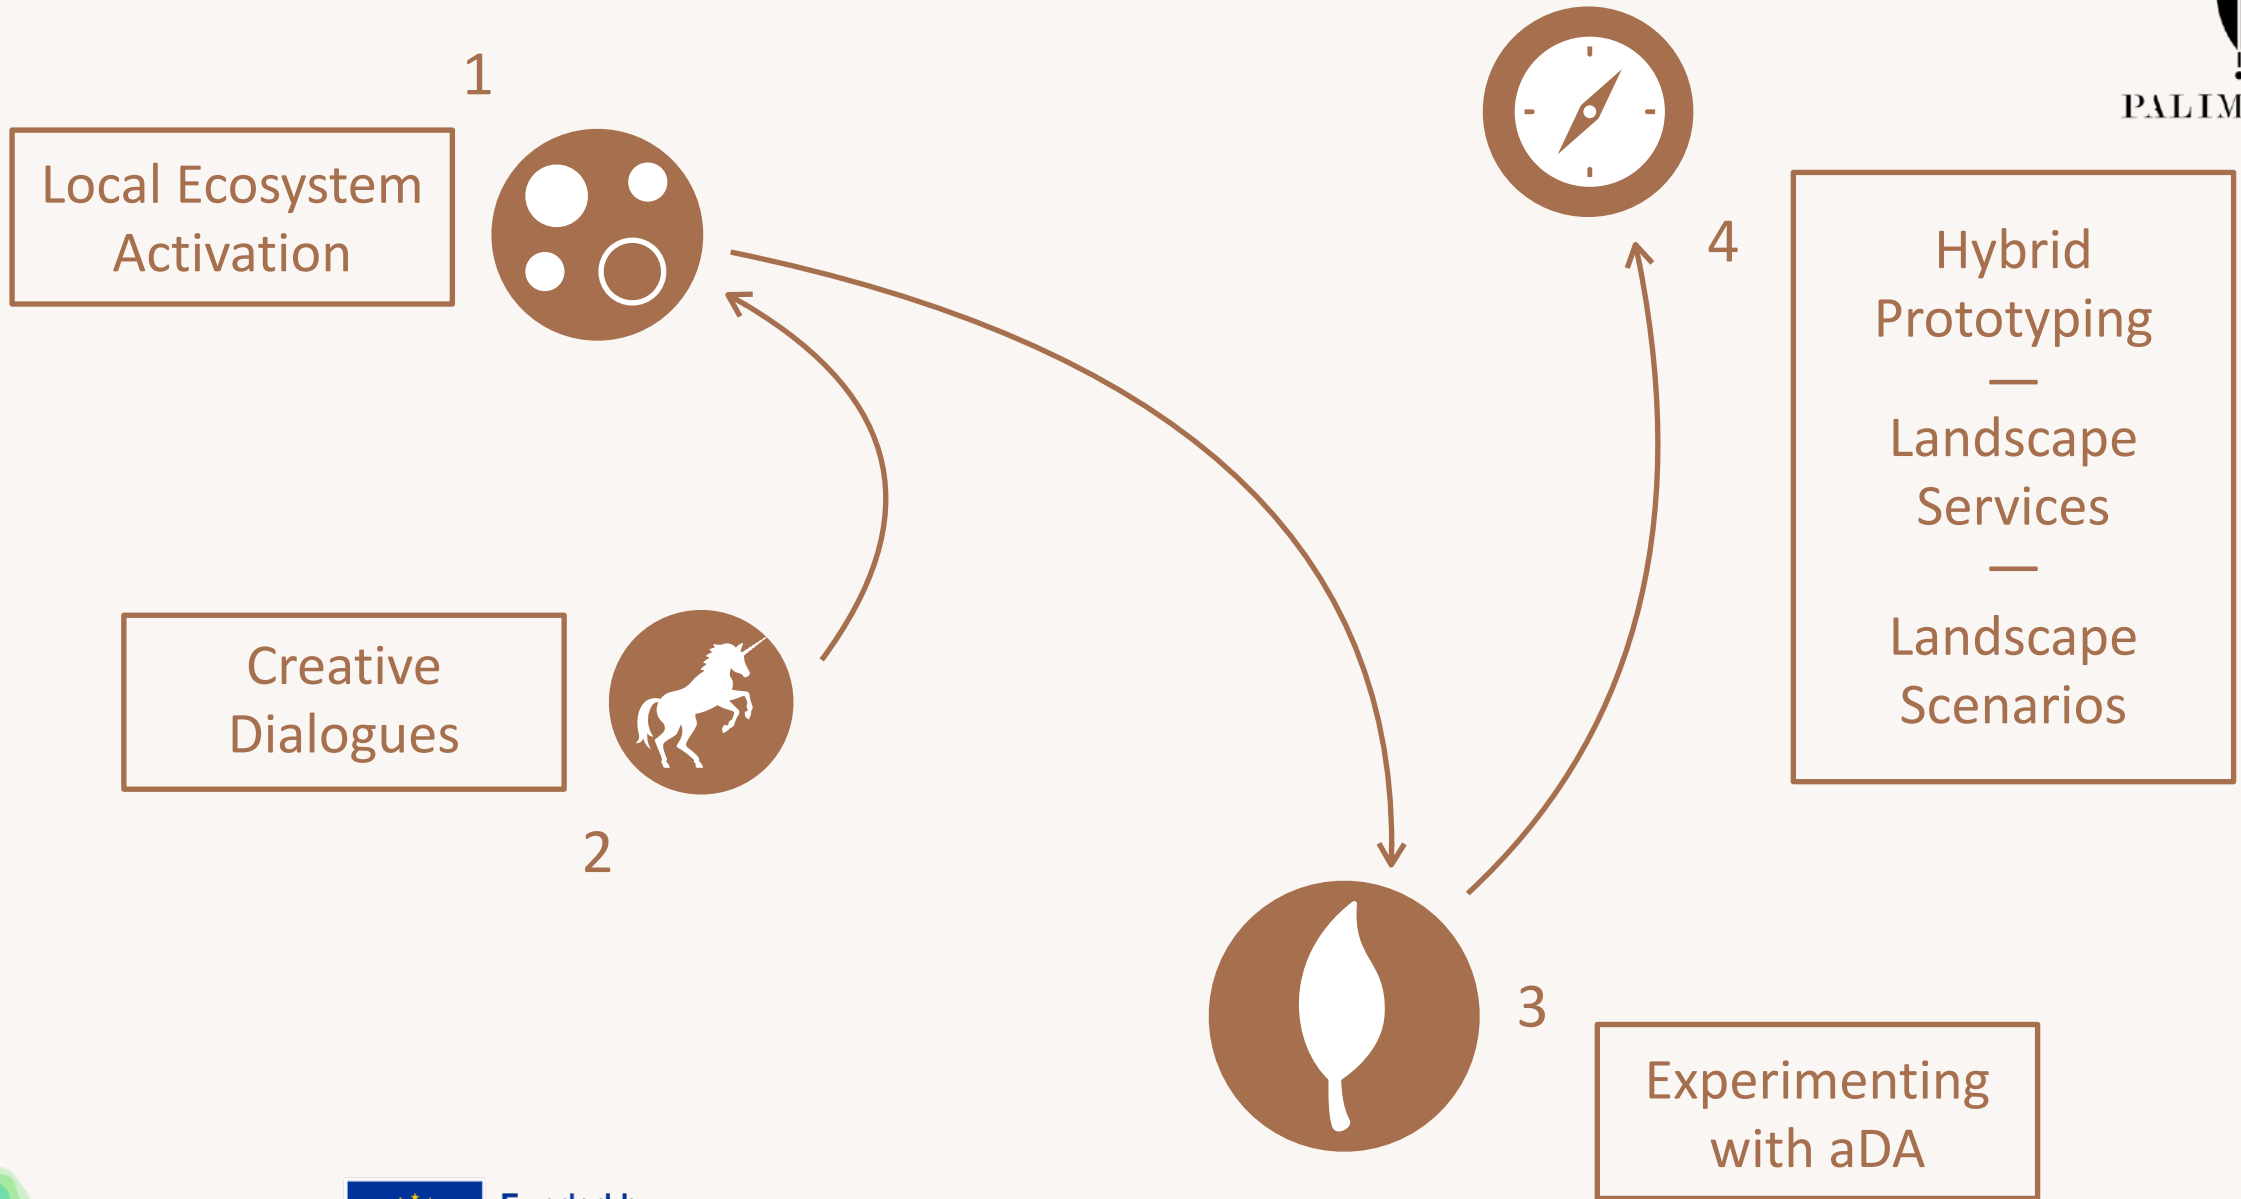 1
Local Ecosystem
Activation
Creative
Dialogues
2
3
Experimenting
with aDA
4
Hybrid
Prototyping
—
Landscape
Services
—
Landscape
Scenarios